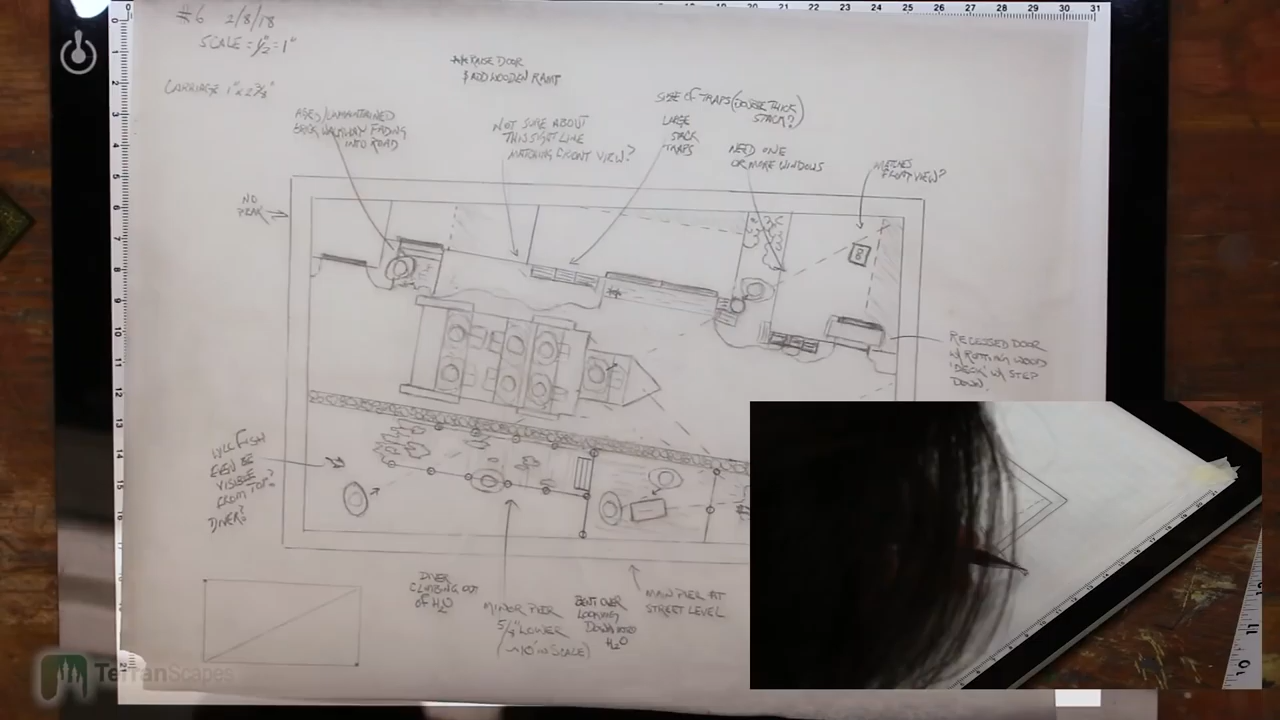 #6 2/8/18
SCALE = 1/2" = 1"
CARRIAGE 1" x 2 3/4"
RAISE DOOR
& ADD WOODEN RAMP
AGED/UNMAINTAINED
BRICK WALKWAY FADING
INTO ROAD
NOT SURE ABOUT
THIS SIGHT LINE
MATCHING FRONT VIEW?
SIZE OF TRAPS (DOUBLE THICK
STACK?)
LARGE
STACK
TRAPS
NEED ONE
OR MORE WINDOWS
MATCHES
FRONT VIEW?
NO
PEAK
RECESSED DOOR
W/ ROTTING WOOD
'DECK' W/ STEP
DOWN.
WILL FISH
EVEN BE
VISIBLE
FROM TOP?
DIVER?
DIVER
CLIMBING OUT
OF H2O
MINOR PIER
5/8" LOWER
(~10' IN SCALE)
BENT OVER
LOOKING
DOWN INTO
H2O
MAIN PIER AT
STREET LEVEL
TerranScapes